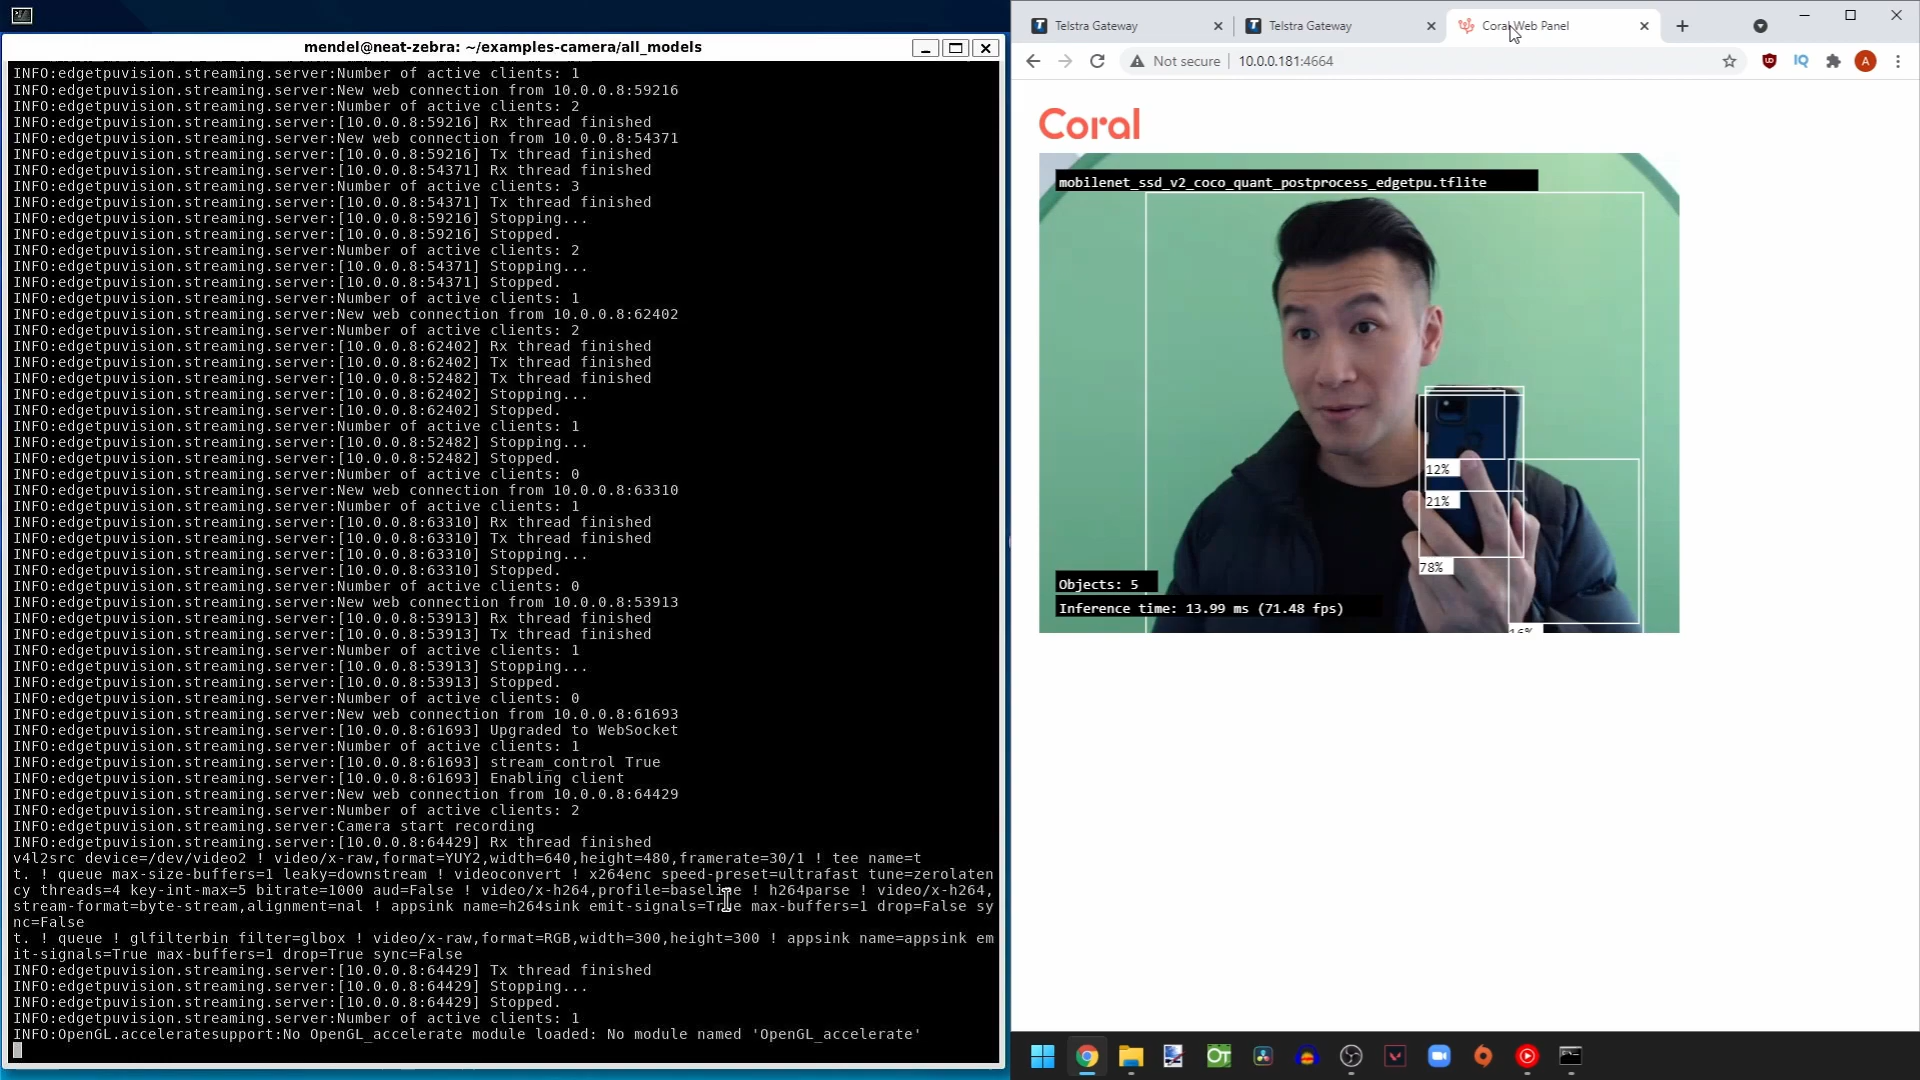 mendel@neat-zebra: ~/examples-camera/all_models
INFO:edgetpuvision.streaming.server:Number of active clients: 1
INFO:edgetpuvision.streaming.server:New web connection from 10.0.0.8:59216
INFO:edgetpuvision.streaming.server:Number of active clients: 2
INFO:edgetpuvision.streaming.server:[10.0.0.8:59216] Rx thread finished
INFO:edgetpuvision.streaming.server:New web connection from 10.0.0.8:54371
INFO:edgetpuvision.streaming.server:[10.0.0.8:59216] Tx thread finished
INFO:edgetpuvision.streaming.server:[10.0.0.8:54371] Rx thread finished
INFO:edgetpuvision.streaming.server:Number of active clients: 3
INFO:edgetpuvision.streaming.server:[10.0.0.8:54371] Tx thread finished
INFO:edgetpuvision.streaming.server:[10.0.0.8:59216] Stopping...
INFO:edgetpuvision.streaming.server:[10.0.0.8:59216] Stopped.
INFO:edgetpuvision.streaming.server:Number of active clients: 2
INFO:edgetpuvision.streaming.server:[10.0.0.8:54371] Stopping...
INFO:edgetpuvision.streaming.server:[10.0.0.8:54371] Stopped.
INFO:edgetpuvision.streaming.server:Number of active clients: 1
INFO:edgetpuvision.streaming.server:New web connection from 10.0.0.8:62402
INFO:edgetpuvision.streaming.server:Number of active clients: 2
INFO:edgetpuvision.streaming.server:[10.0.0.8:62402] Rx thread finished
INFO:edgetpuvision.streaming.server:[10.0.0.8:62402] Tx thread finished
INFO:edgetpuvision.streaming.server:[10.0.0.8:52482] Tx thread finished
INFO:edgetpuvision.streaming.server:[10.0.0.8:62402] Stopping...
INFO:edgetpuvision.streaming.server:[10.0.0.8:62402] Stopped.
INFO:edgetpuvision.streaming.server:Number of active clients: 1
INFO:edgetpuvision.streaming.server:[10.0.0.8:52482] Stopping...
INFO:edgetpuvision.streaming.server:[10.0.0.8:52482] Stopped.
INFO:edgetpuvision.streaming.server:Number of active clients: 0
INFO:edgetpuvision.streaming.server:New web connection from 10.0.0.8:63310
INFO:edgetpuvision.streaming.server:Number of active clients: 1
INFO:edgetpuvision.streaming.server:[10.0.0.8:63310] Rx thread finished
INFO:edgetpuvision.streaming.server:[10.0.0.8:63310] Tx thread finished
INFO:edgetpuvision.streaming.server:[10.0.0.8:63310] Stopping...
INFO:edgetpuvision.streaming.server:[10.0.0.8:63310] Stopped.
INFO:edgetpuvision.streaming.server:Number of active clients: 0
INFO:edgetpuvision.streaming.server:New web connection from 10.0.0.8:53913
INFO:edgetpuvision.streaming.server:[10.0.0.8:53913] Rx thread finished
INFO:edgetpuvision.streaming.server:[10.0.0.8:53913] Tx thread finished
INFO:edgetpuvision.streaming.server:Number of active clients: 1
INFO:edgetpuvision.streaming.server:[10.0.0.8:53913] Stopping...
INFO:edgetpuvision.streaming.server:[10.0.0.8:53913] Stopped.
INFO:edgetpuvision.streaming.server:Number of active clients: 0
INFO:edgetpuvision.streaming.server:New web connection from 10.0.0.8:61693
INFO:edgetpuvision.streaming.server:[10.0.0.8:61693] Upgraded to WebSocket
INFO:edgetpuvision.streaming.server:Number of active clients: 1
INFO:edgetpuvision.streaming.server:[10.0.0.8:61693] stream_control True
INFO:edgetpuvision.streaming.server:[10.0.0.8:61693] Enabling client
INFO:edgetpuvision.streaming.server:New web connection from 10.0.0.8:64429
INFO:edgetpuvision.streaming.server:Number of active clients: 2
INFO:edgetpuvision.streaming.server:Camera start recording
INFO:edgetpuvision.streaming.server:[10.0.0.8:64429] Rx thread finished
v4l2src device=/dev/video2 ! video/x-raw,format=YUY2,width=640,height=480,framerate=30/1 ! tee name=t
t. ! queue max-size-buffers=1 leaky=downstream ! videoconvert ! x264enc speed-preset=ultrafast tune=zerolaten
cy threads=4 key-int-max=5 bitrate=1000 aud=False ! video/x-h264,profile=baseline ! h264parse ! video/x-h264,
stream-format=byte-stream,alignment=nal ! appsink name=h264sink emit-signals=True max-buffers=1 drop=False sy
nc=False
t. ! queue ! glfilterbin filter=glbox ! video/x-raw,format=RGB,width=300,height=300 ! appsink name=appsink em
it-signals=True max-buffers=1 drop=True sync=False
INFO:edgetpuvision.streaming.server:[10.0.0.8:64429] Tx thread finished
INFO:edgetpuvision.streaming.server:[10.0.0.8:64429] Stopping...
INFO:edgetpuvision.streaming.server:[10.0.0.8:64429] Stopped.
INFO:edgetpuvision.streaming.server:Number of active clients: 1
INFO:OpenGL.acceleratesupport:No OpenGL_accelerate module loaded: No module named 'OpenGL_accelerate'
Telstra Gateway
Telstra Gateway
Coral Web Panel
Not secure
10.0.0.181:4664
IQ
A
Coral
mobilenet_ssd_v2_coco_quant_postprocess_edgetpu.tflite
12%
21%
78%
Objects: 5
Inference time: 13.99 ms (71.48 fps)
OT